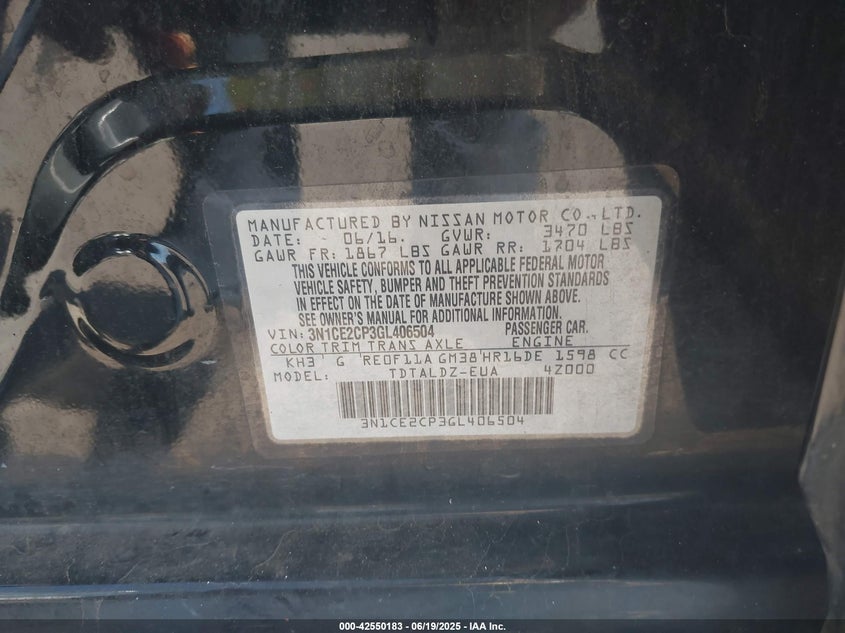 MANUFACTURED BY NISSAN MOTOR CO., LTD.
DATE: 06/16. GVWR: 3470 LBS
GAWR FR: 1867 LBS GAWR RR: 1704 LBS
THIS VEHICLE CONFORMS TO ALL APPLICABLE FEDERAL MOTOR
VEHICLE SAFETY, BUMPER AND THEFT PREVENTION STANDARDS
IN EFFECT ON THE DATE OF MANUFACTURE SHOWN ABOVE.
SEE OWNER'S MANUAL FOR ADDITIONAL INFORMATION.
VIN: 3N1CE2CP3GL406504 PASSENGER CAR.
COLOR TRIM TRANS AXLE ENGINE
KH3 G RE0F11A GM38 HR16DE 1598 CC
MODEL: TDTALDZ-EUA 4Z000
3N1CE2CP3GL406504
000-42550183 - 06/19/2025 - IAA Inc.